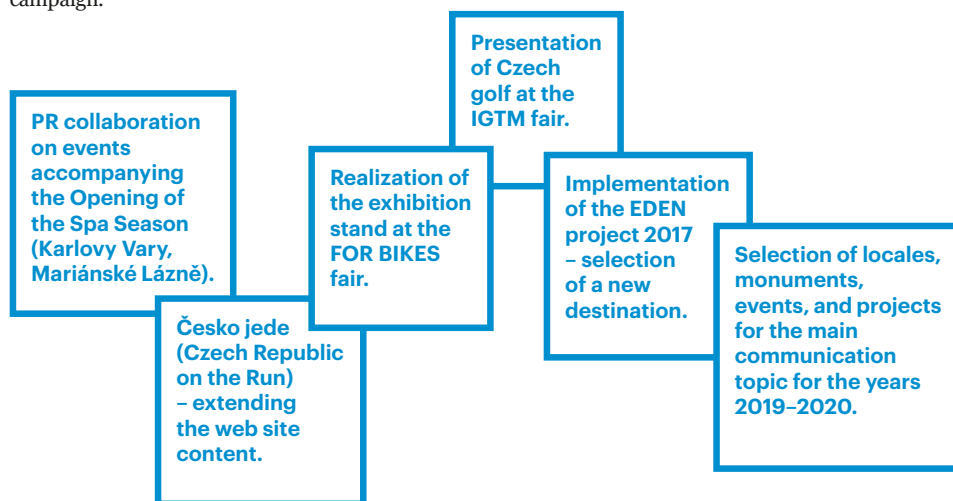 campaign.
PR collaboration
on events
accompanying
the Opening of
the Spa Season
(Karlovy Vary,
Mariánské Lázně).
Česko jede
(Czech Republic
on the Run)
– extending
the web site
content.
Realization of
the exhibition
stand at the
FOR BIKES
fair.
Presentation
of Czech
golf at the
IGTM fair.
Implementation
of the EDEN
project 2017
– selection
of a new
destination.
Selection of locales,
monuments,
events, and projects
for the main
communication
topic for the years
2019–2020.